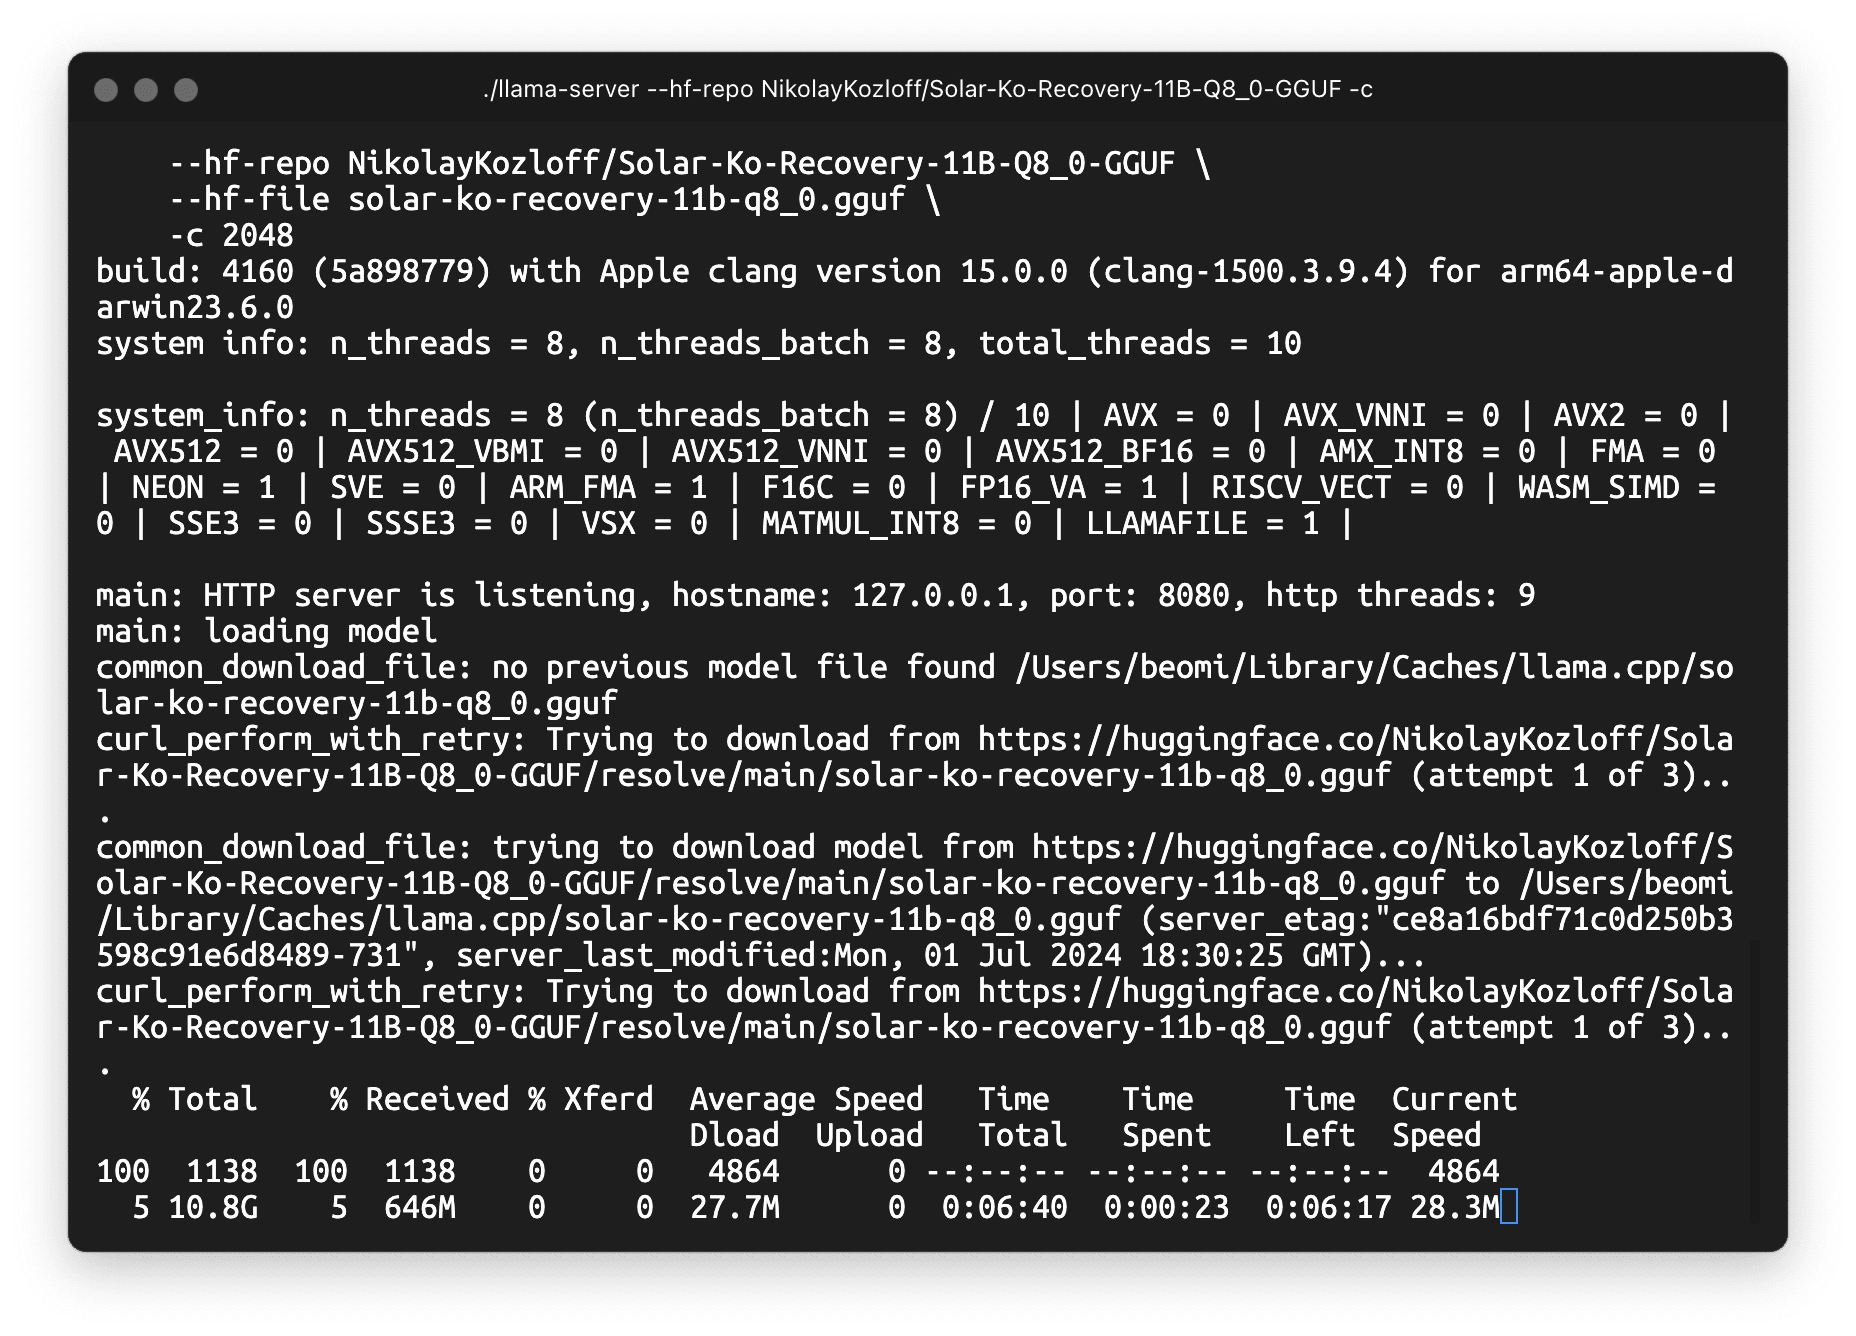 ./llama-server --hf-repo NikolayKozloff/Solar-Ko-Recovery-11B-Q8_0-GGUF -c
--hf-repo NikolayKozloff/Solar-Ko-Recovery-11B-Q8_0-GGUF \
--hf-file solar-ko-recovery-11b-q8_0.gguf \
-c 2048
build: 4160 (5a898779) with Apple clang version 15.0.0 (clang-1500.3.9.4) for arm64-apple-d
arwin23.6.0
system info: n_threads = 8, n_threads_batch = 8, total_threads = 10
system_info: n_threads = 8 (n_threads_batch = 8) / 10 | AVX = 0 | AVX_VNNI = 0 | AVX2 = 0 |
AVX512 = 0 | AVX512_VBMI = 0 | AVX512_VNNI = 0 | AVX512_BF16 = 0 | AMX_INT8 = 0 | FMA = 0
| NEON = 1 | SVE = 0 | ARM_FMA = 1 | F16C = 0 | FP16_VA = 1 | RISCV_VECT = 0 | WASM_SIMD =
0 | SSE3 = 0 | SSSE3 = 0 | VSX = 0 | MATMUL_INT8 = 0 | LLAMAFILE = 1 |
main: HTTP server is listening, hostname: 127.0.0.1, port: 8080, http threads: 9
main: loading model
common_download_file: no previous model file found /Users/beomi/Library/Caches/llama.cpp/so
lar-ko-recovery-11b-q8_0.gguf
curl_perform_with_retry: Trying to download from https://huggingface.co/NikolayKozloff/Sola
r-Ko-Recovery-11B-Q8_0-GGUF/resolve/main/solar-ko-recovery-11b-q8_0.gguf (attempt 1 of 3)..
.
common_download_file: trying to download model from https://huggingface.co/NikolayKozloff/S
olar-Ko-Recovery-11B-Q8_0-GGUF/resolve/main/solar-ko-recovery-11b-q8_0.gguf to /Users/beomi
/Library/Caches/llama.cpp/solar-ko-recovery-11b-q8_0.gguf (server_etag:"ce8a16bdf71c0d250b3
598c91e6d8489-731", server_last_modified:Mon, 01 Jul 2024 18:30:25 GMT)...
curl_perform_with_retry: Trying to download from https://huggingface.co/NikolayKozloff/Sola
r-Ko-Recovery-11B-Q8_0-GGUF/resolve/main/solar-ko-recovery-11b-q8_0.gguf (attempt 1 of 3)..
.
% Total    % Received % Xferd  Average Speed   Time    Time     Time  Current
Dload  Upload   Total   Spent    Left  Speed
100  1138  100  1138    0     0   4864      0 --:--:-- --:--:-- --:--:--  4864
5 10.8G    5  646M    0     0  27.7M      0  0:06:40  0:00:23  0:06:17 28.3M